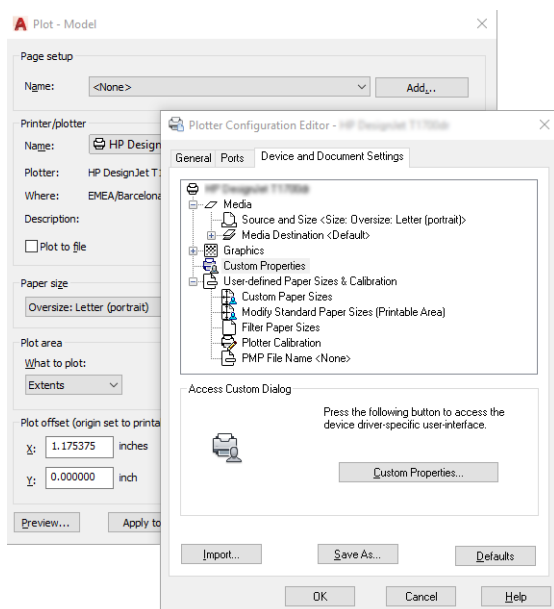 Plot - Model
Page setup
Name:
<None>
Add...
Printer/plotter
Name:
HP Design
Plotter:
HP DesignJet T1
Where:
EMEA/Barcelona
Description:
Plot to file
Paper size
Oversize: Letter (portrait)
Plot area
What to plot:
Extents
Plot offset (origin set to printa
X: 1.175375 inches
Y: 0.000000 inch
Preview...
Apply to
Plotter Configuration Editor -
General Ports Device and Document Settings
Media
Source and Size <Size: Oversize: Letter (portrait)>
Media Destination <Default>
Graphics
Custom Properties
User-defined Paper Sizes & Calibration
Custom Paper Sizes
Modify Standard Paper Sizes (Printable Area)
Filter Paper Sizes
Plotter Calibration
PMP File Name <None>
Access Custom Dialog
Press the following button to access the
device driver-specific user-interface.
Custom Properties...
Import... Save As... Defaults
OK Cancel Help